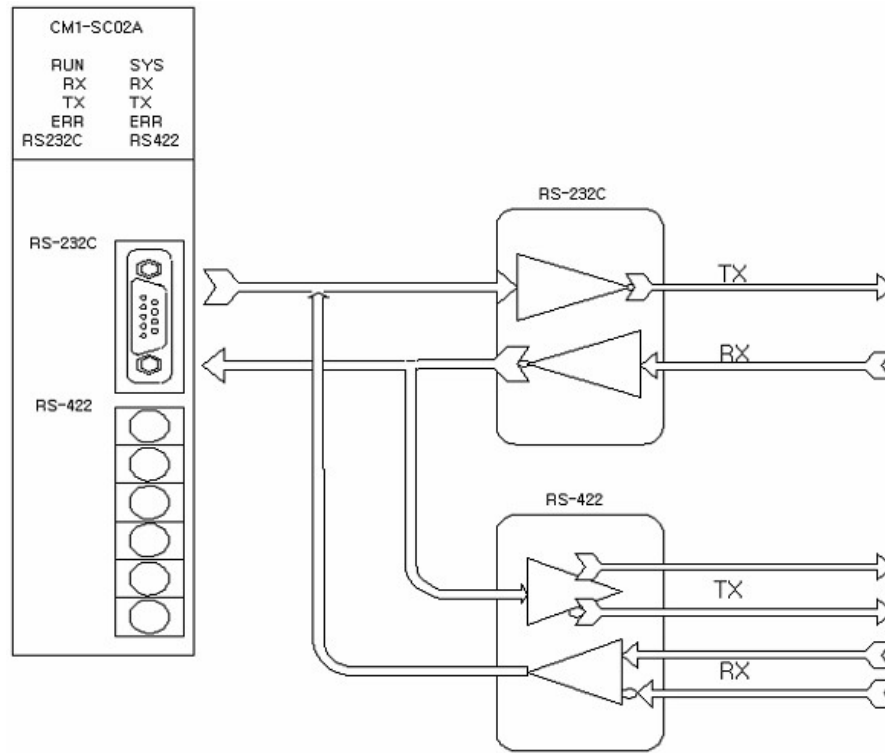 CM1-SC02A
RUN SYS
RX RX
TX TX
ERR ERR
RS232C RS422
RS-232C
RS-232C
TX
RX
RS-422
RS-422
TX
RX